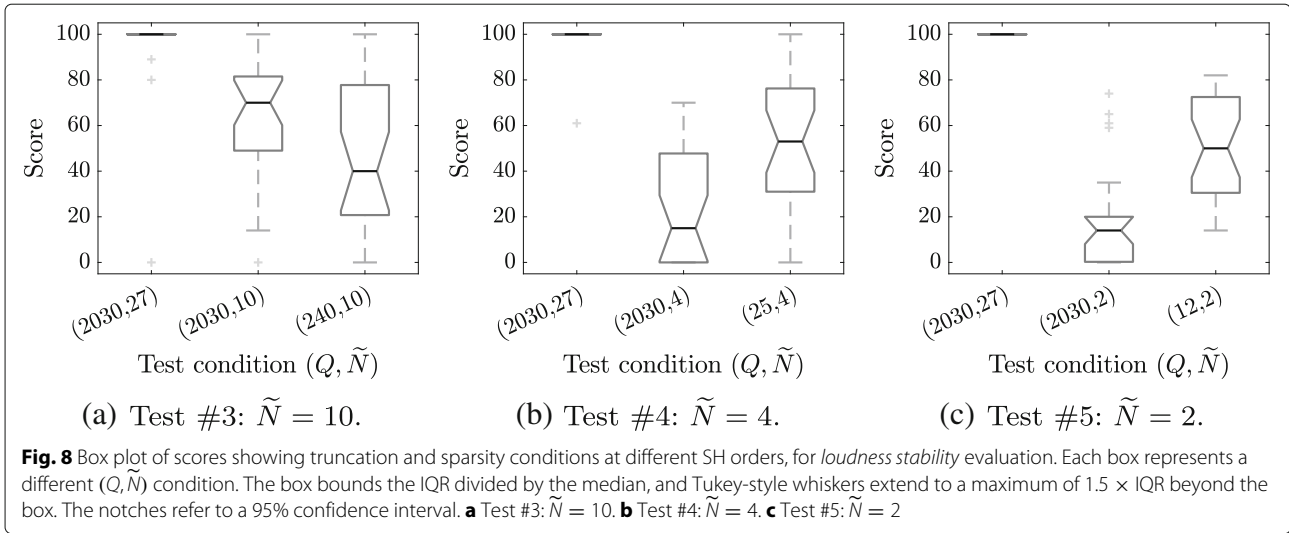 100
80
60
40
20
0
Score
(2030,27)
(2030,10)
(240,10)
Test condition (Q, Ñ)
(a) Test #3: Ñ = 10.
100
80
60
40
20
0
Score
(2030,27)
(2030,4)
(25,4)
Test condition (Q, Ñ)
(b) Test #4: Ñ = 4.
100
80
60
40
20
0
Score
(2030,27)
(2030,2)
(12,2)
Test condition (Q, Ñ)
(c) Test #5: Ñ = 2.
Fig. 8 Box plot of scores showing truncation and sparsity conditions at different SH orders, for loudness stability evaluation. Each box represents a
different (Q, Ñ) condition. The box bounds the IQR divided by the median, and Tukey-style whiskers extend to a maximum of 1.5 × IQR beyond the
box. The notches refer to a 95% confidence interval. a Test #3: Ñ = 10. b Test #4: Ñ = 4. c Test #5: Ñ = 2